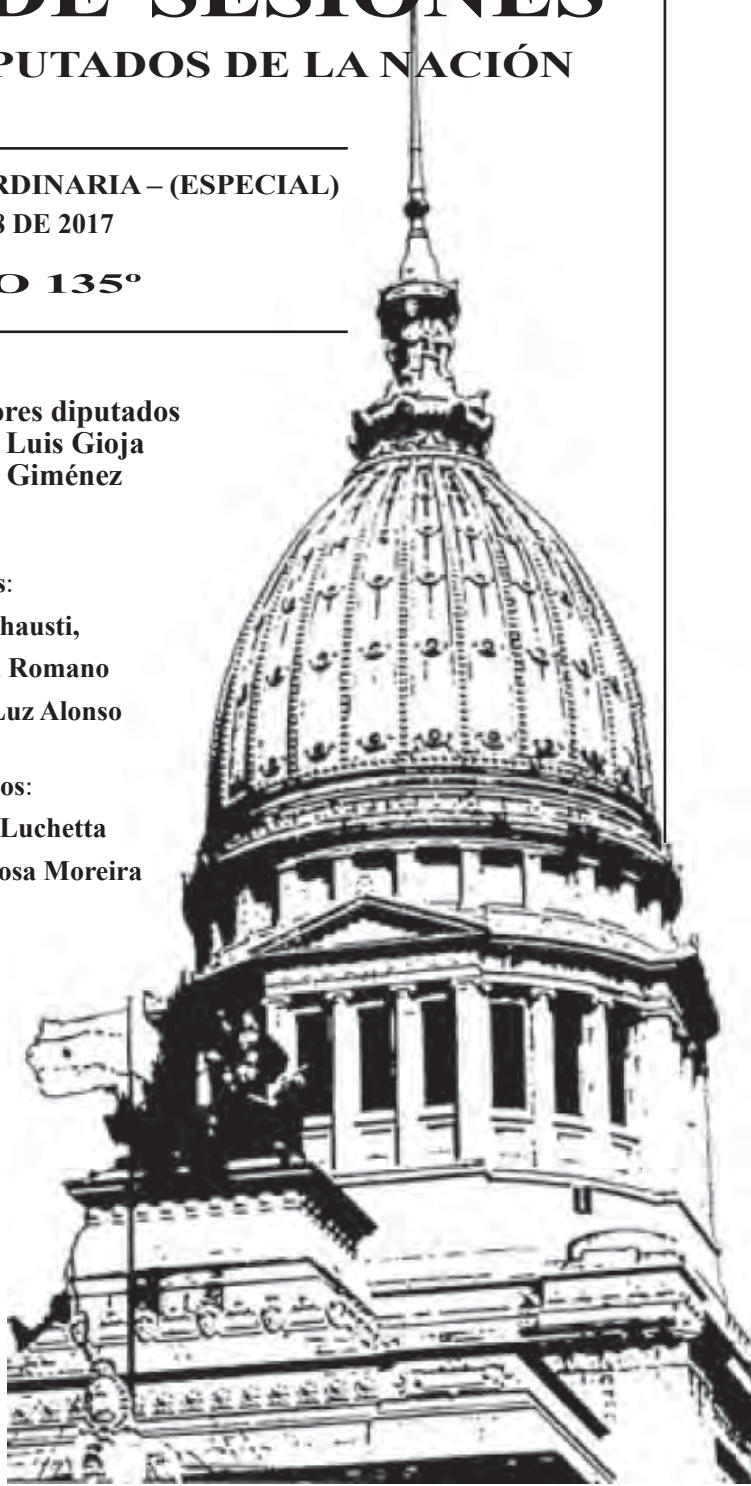 DE SESIONES
PUTADOS DE LA NACIÓN
RDINARIA – (ESPECIAL)
8 DE 2017
O 135º
ores diputados
Luis Gioja
Giménez
s:
hausti,
Romano
Luz Alonso
os:
Luchetta
osa Moreira